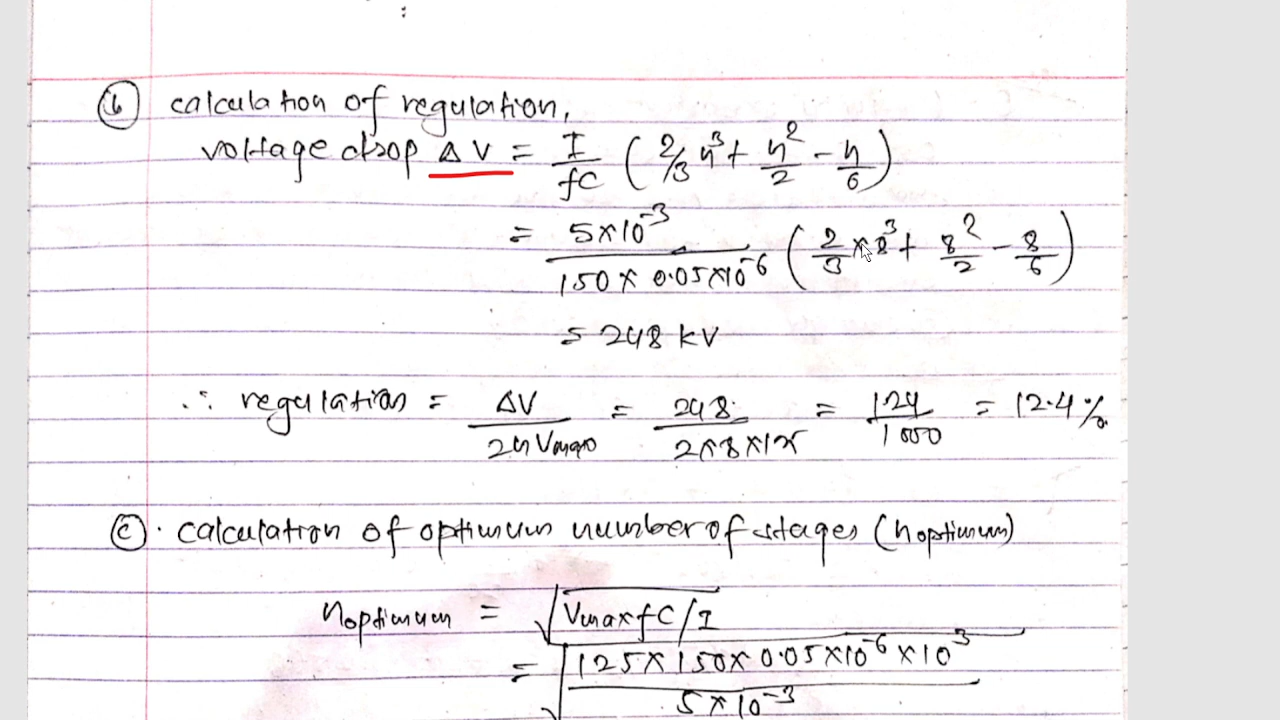 (b) calculation of regulation,
voltage drop ΔV = I/fC (2/3 n³ + n²/2 - n/6)
= 5×10⁻³ / 150 × 0.05×10⁻⁶ (2/3 × 8³ + 8²/2 - 8/6)
= 248 kV
∴ regulation = ΔV / 2nVmax = 248 / 2×8×125 = 124/1000 = 12.4%
(c). calculation of optimum number of stages (noptimum)
noptimum = √Vmax fC/I
= √125×150×0.05×10⁻⁶×10³ / 5×10⁻³